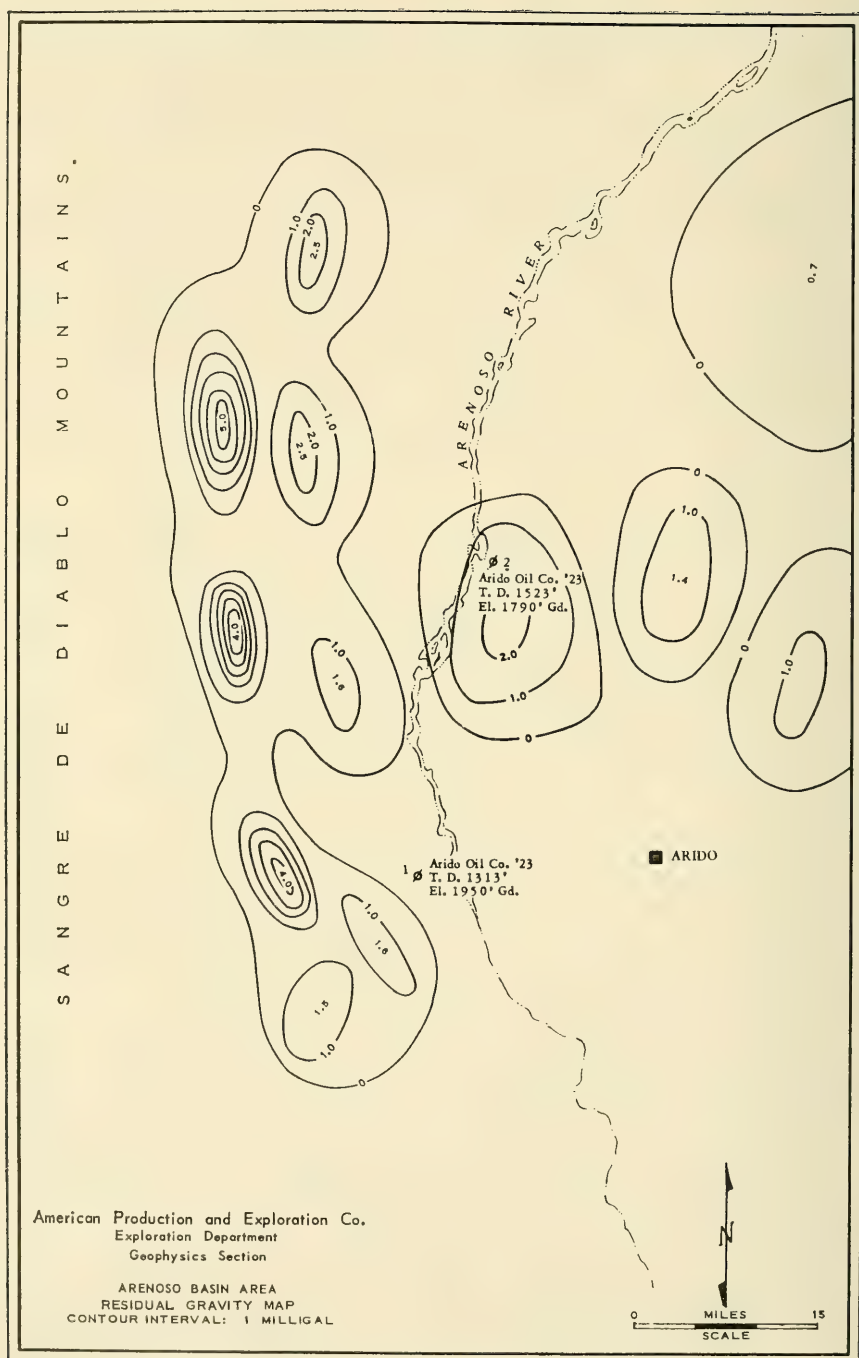 SANGRE DE DIABLO MOUNTAINS.
0
1.0
2.0
2.5
ARENOSO RIVER
0.7
0
5.0
1.0
2.0
2.5
0
1.0
1.4
0
1.0
2
Arido Oil Co. '23
T. D. 1523'
El. 1790' Gd.
2.0
1.0
0
4.0
1.0
1.6
4.0
1
Arido Oil Co. '23
T. D. 1313'
El. 1950' Gd.
ARIDO
1.0
1.6
1.5
1.0
0
American Production and Exploration Co.
Exploration Department
Geophysics Section
ARENOSO BASIN AREA
RESIDUAL GRAVITY MAP
CONTOUR INTERVAL: 1 MILLIGAL
N
0 MILES 15
SCALE